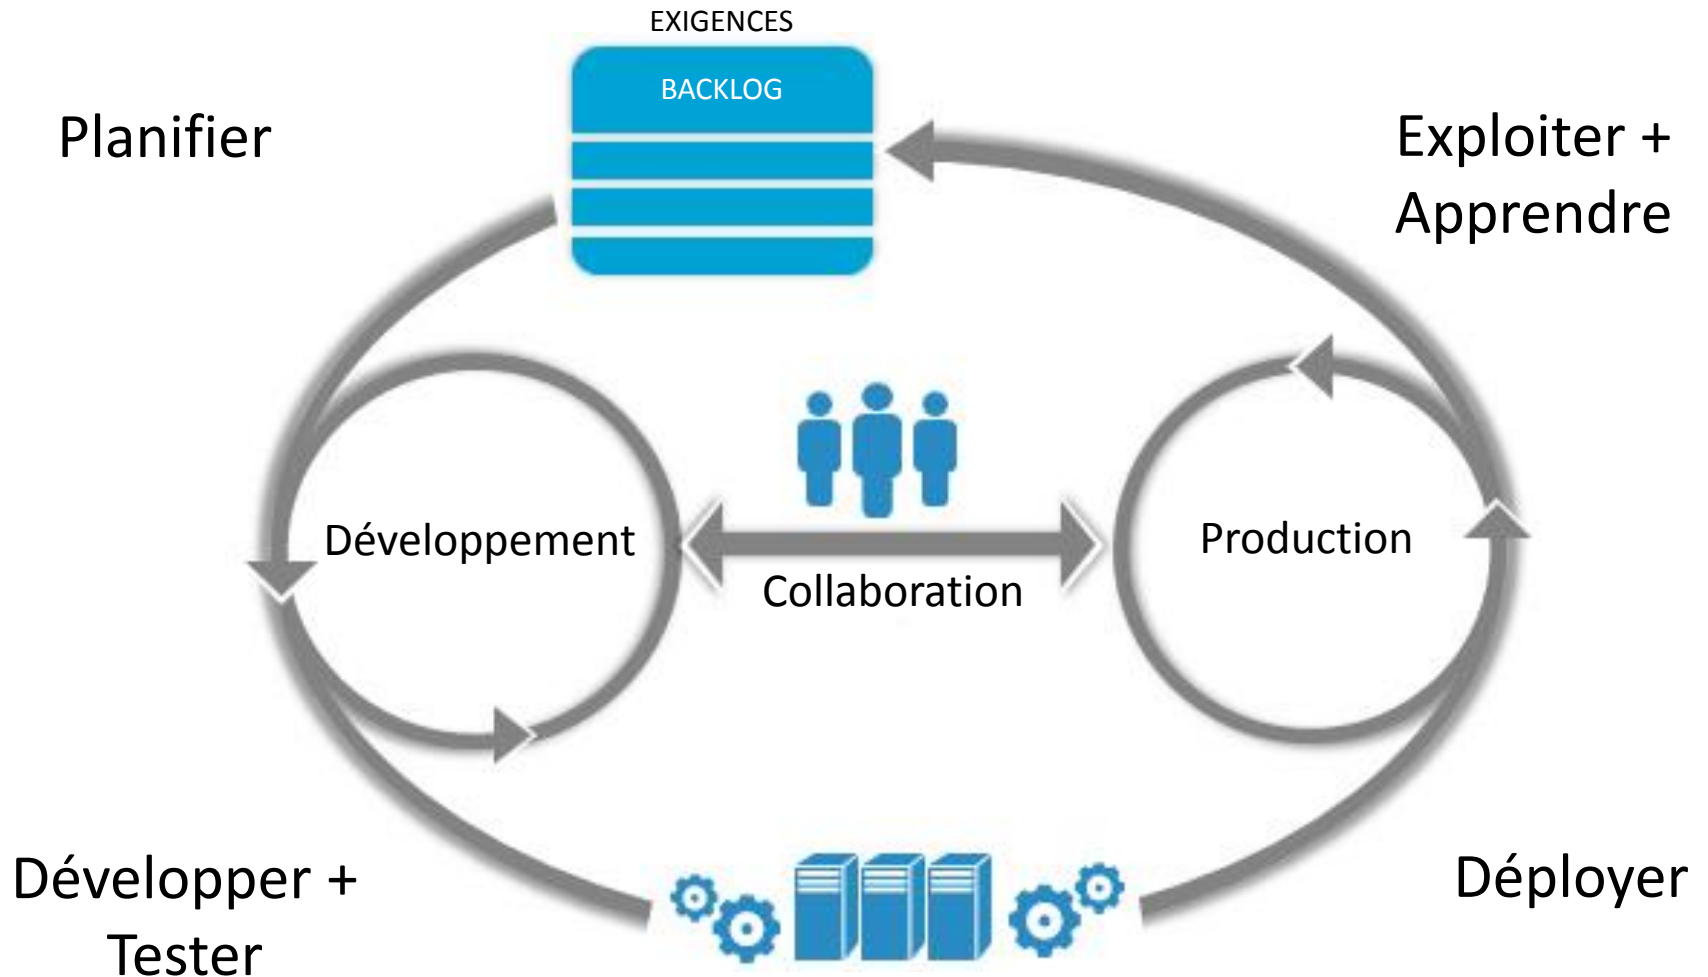 EXIGENCES
BACKLOG
Planifier
Exploiter +
Apprendre
Développement
Collaboration
Production
Développer +
Tester
Déployer